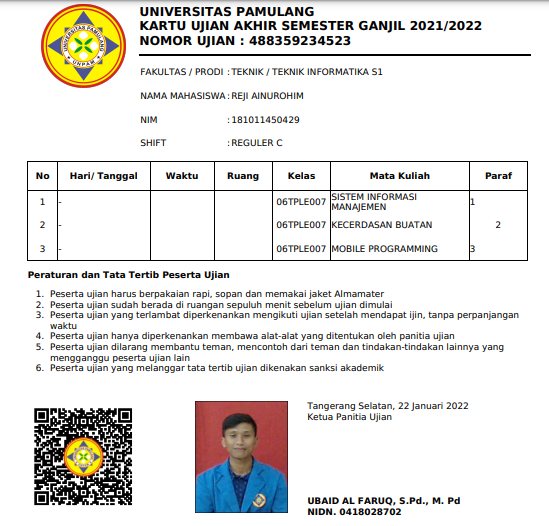 UNIVERSITAS PAMULANG
UNPAM
UNIVERSITAS PAMULANG
KARTU UJIAN AKHIR SEMESTER GANJIL 2021/2022
NOMOR UJIAN : 488359234523
FAKULTAS / PRODI : TEKNIK / TEKNIK INFORMATIKA S1
NAMA MAHASISWA : REJI AINUROHIM
NIM : 181011450429
SHIFT : REGULER C
No Hari/ Tanggal Waktu Ruang Kelas Mata Kuliah Paraf
1 - 06TPLE007 SISTEM INFORMASI MANAJEMEN 1
2 - 06TPLE007 KECERDASAN BUATAN 2
3 - 06TPLE007 MOBILE PROGRAMMING 3
Peraturan dan Tata Tertib Peserta Ujian
1. Peserta ujian harus berpakaian rapi, sopan dan memakai jaket Almamater
2. Peserta ujian sudah berada di ruangan sepuluh menit sebelum ujian dimulai
3. Peserta ujian yang terlambat diperkenankan mengikuti ujian setelah mendapat ijin, tanpa perpanjangan
waktu
4. Peserta ujian hanya diperkenankan membawa alat-alat yang ditentukan oleh panitia ujian
5. Peserta ujian dilarang membantu teman, mencontoh dari teman dan tindakan-tindakan lainnya yang
mengganggu peserta ujian lain
6. Peserta ujian yang melanggar tata tertib ujian dikenakan sanksi akademik
Tangerang Selatan, 22 Januari 2022
Ketua Panitia Ujian
UBAID AL FARUQ, S.Pd., M. Pd
NIDN. 0418028702